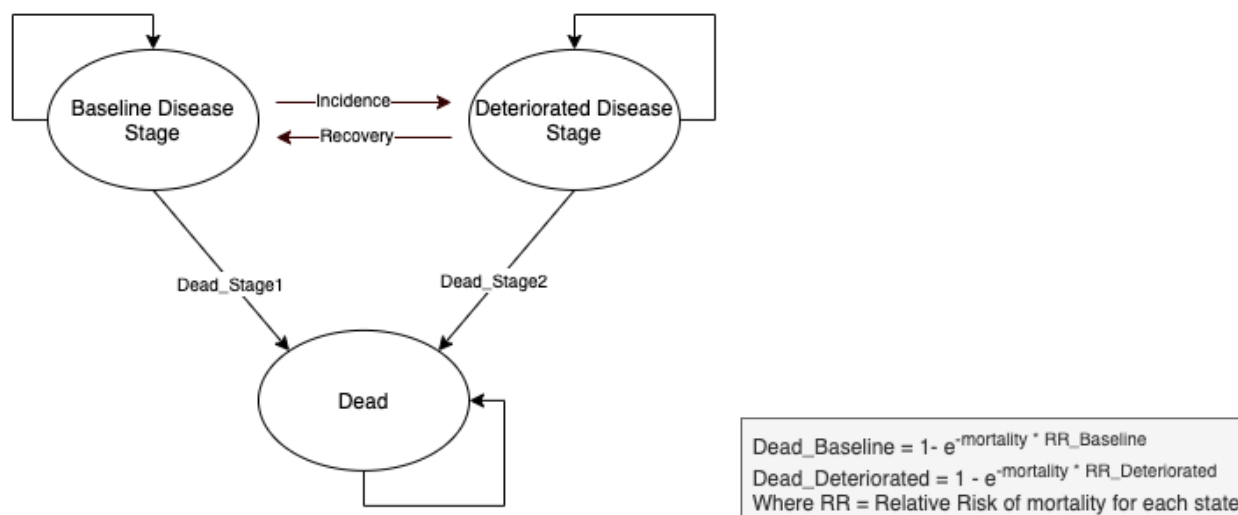 Baseline Disease
Stage
Incidence
Recovery
Deteriorated Disease
Stage
Dead_Stage1
Dead_Stage2
Dead
Dead_Baseline = 1- e-mortality * RR_Baseline
Dead_Deteriorated = 1 - e-mortality * RR_Deteriorated
Where RR = Relative Risk of mortality for each state